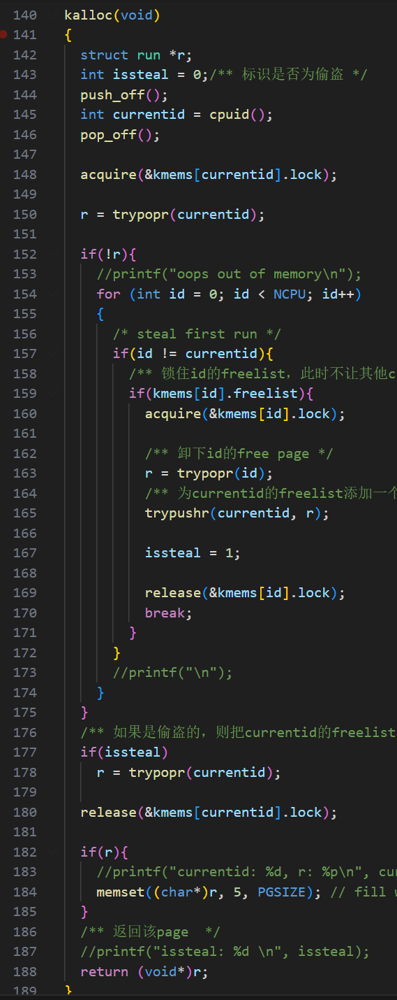 140 kalloc(void)
141 {
142 struct run *r;
143 int issteal = 0;/** 标识是否为偷盗 */
144 push_off();
145 int currentid = cpuid();
146 pop_off();
147
148 acquire(&kmems[currentid].lock);
149
150 r = trypopr(currentid);
151
152 if(!r){
153 //printf("oops out of memory\n");
154 for (int id = 0; id < NCPU; id++)
155 {
156 /* steal first run */
157 if(id != currentid){
158 /** 锁住id的freelist，此时不让其他c
159 if(kmems[id].freelist){
160 acquire(&kmems[id].lock);
161
162 /** 卸下id的free page */
163 r = trypopr(id);
164 /** 为currentid的freelist添加一个
165 trypushr(currentid, r);
166
167 issteal = 1;
168
169 release(&kmems[id].lock);
170 break;
171 }
172 }
173 //printf("\n");
174 }
175 }
176 /** 如果是偷盗的，则把currentid的freelist
177 if(issteal)
178 r = trypopr(currentid);
179
180 release(&kmems[currentid].lock);
181
182 if(r){
183 //printf("currentid: %d, r: %p\n", cu
184 memset((char*)r, 5, PGSIZE); // fill
185 }
186 /** 返回该page  */
187 //printf("issteal: %d \n", issteal);
188 return (void*)r;
189 }